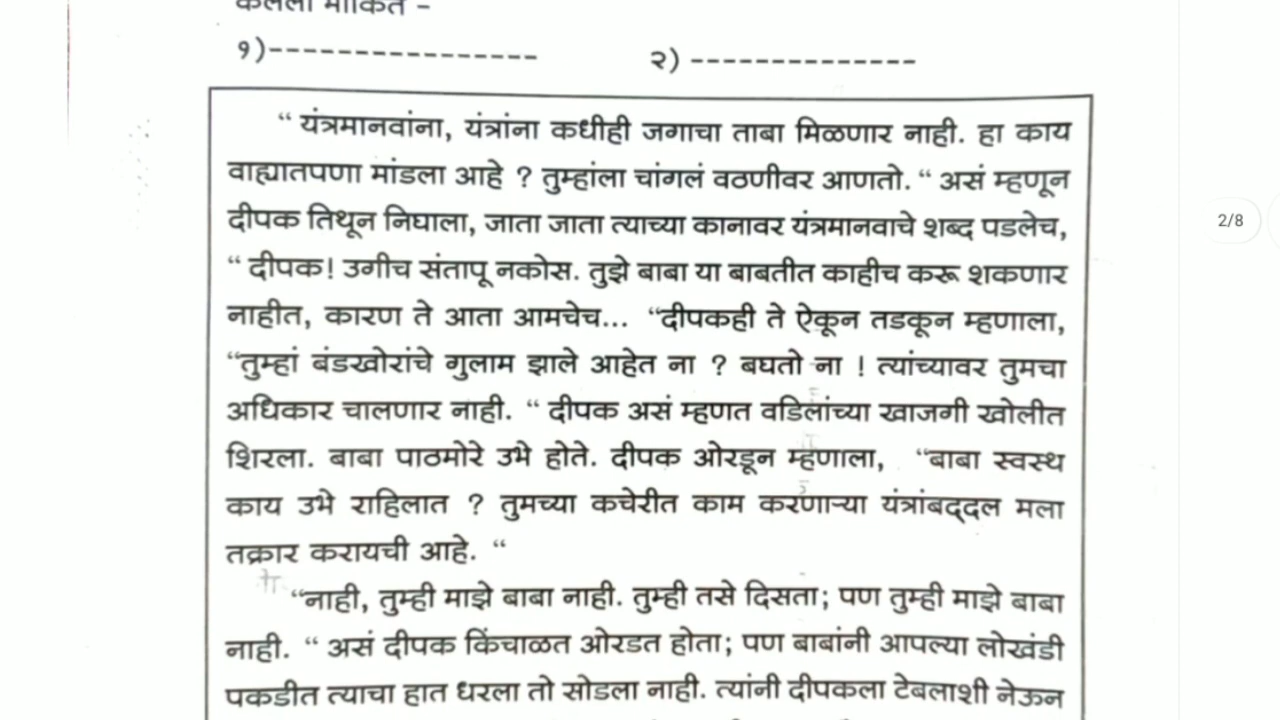 १)---------------- २) --------------
“ यंत्रमानवांना, यंत्रांना कधीही जगाचा ताबा मिळणार नाही. हा काय
वाह्यातपणा मांडला आहे ? तुम्हांला चांगलं वठणीवर आणतो. “ असं म्हणून
दीपक तिथून निघाला, जाता जाता त्याच्या कानावर यंत्रमानवाचे शब्द पडलेच,
“ दीपक! उगीच संतापू नकोस. तुझे बाबा या बाबतीत काहीच करू शकणार
नाहीत, कारण ते आता आमचेच... “दीपकही ते ऐकून तडकून म्हणाला,
“तुम्हां बंडखोरांचे गुलाम झाले आहेत ना ? बघतो ना ! त्यांच्यावर तुमचा
अधिकार चालणार नाही. “ दीपक असं म्हणत वडिलांच्या खाजगी खोलीत
शिरला. बाबा पाठमोरे उभे होते. दीपक ओरडून म्हणाला, “बाबा स्वस्थ
काय उभे राहिलात ? तुमच्या कचेरीत काम करणाऱ्या यंत्रांबद्दल मला
तक्रार करायची आहे. “
“नाही, तुम्ही माझे बाबा नाही. तुम्ही तसे दिसता; पण तुम्ही माझे बाबा
नाही. “ असं दीपक किंचाळत ओरडत होता; पण बाबांनी आपल्या लोखंडी
पकडीत त्याचा हात धरला तो सोडला नाही. त्यांनी दीपकला टेबलाशी नेऊन
2/8